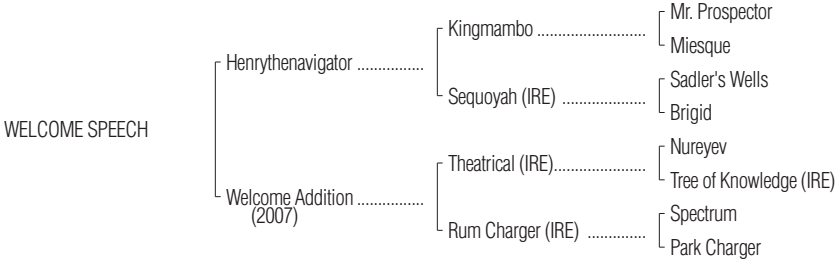 Mr. Prospector
Kingmambo ..........................
Miesque
Henrythenavigator ................
Sadler's Wells
Sequoyah (IRE) ....................
Brigid
WELCOME SPEECH
Nureyev
Theatrical (IRE)......................
Tree of Knowledge (IRE)
Welcome Addition ................
(2007)
Spectrum
Rum Charger (IRE) ..............
Park Charger